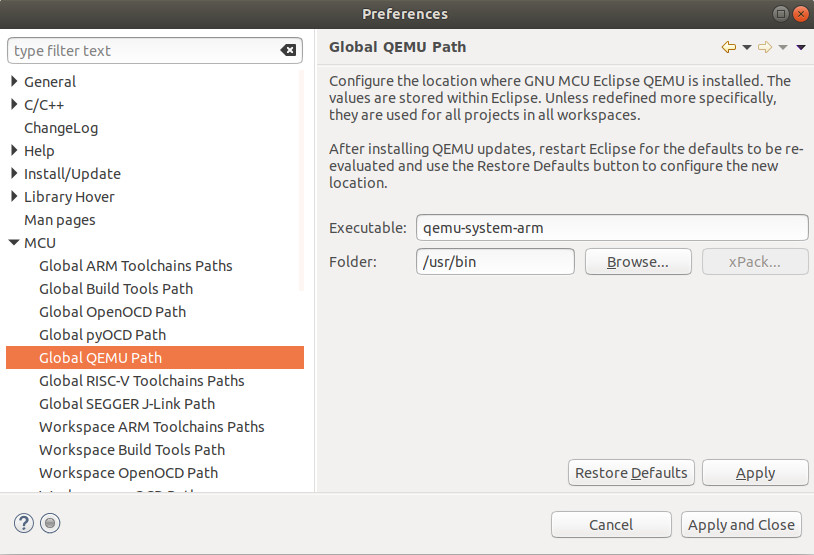 Preferences
type filter text
General
C/C++
ChangeLog
Help
Install/Update
Library Hover
Man pages
MCU
Global ARM Toolchains Paths
Global Build Tools Path
Global OpenOCD Path
Global pyOCD Path
Global QEMU Path
Global RISC-V Toolchains Paths
Global SEGGER J-Link Path
Workspace ARM Toolchains Paths
Workspace Build Tools Path
Workspace OpenOCD Path
Global QEMU Path
Configure the location where GNU MCU Eclipse QEMU is installed. The
values are stored within Eclipse. Unless redefined more specifically,
they are used for all projects in all workspaces.
After installing QEMU updates, restart Eclipse for the defaults to be re-
evaluated and use the Restore Defaults button to configure the new
location.
Executable: qemu-system-arm
Folder: /usr/bin Browse... xPack...
Restore Defaults Apply
? Cancel Apply and Close